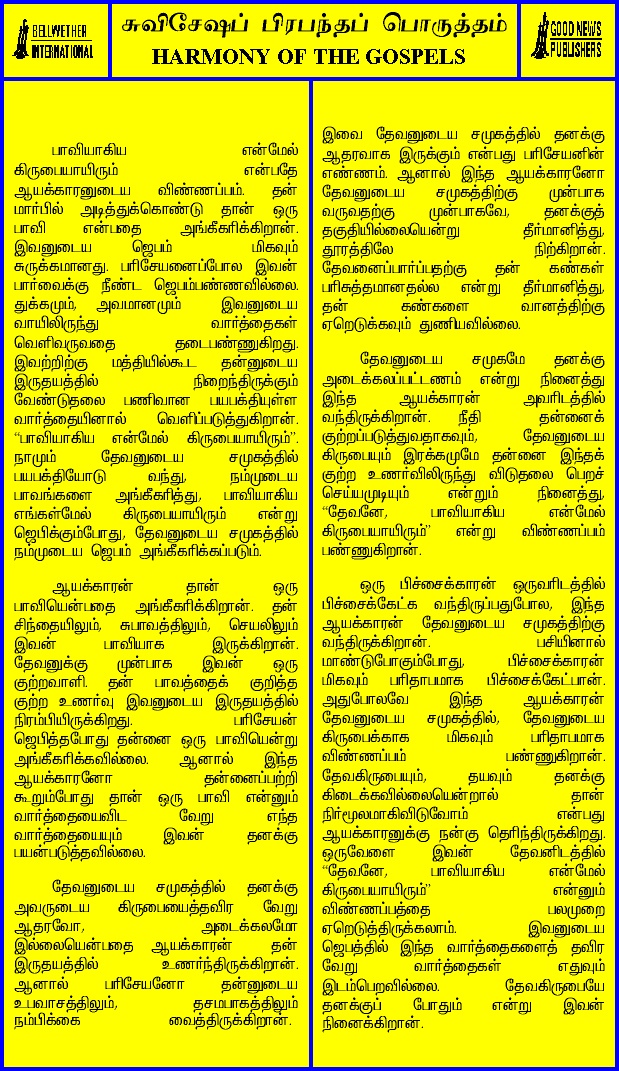 BELLWETHER
INTERNATIONAL
சுவிசேஷப் பிரபந்தப் பொருத்தம்
HARMONY OF THE GOSPELS
GOOD NEWS
PUBLISHERS
பாவியாகிய என்மேல்
கிருபையாயிரும் என்பதே
ஆயக்காரனுடைய விண்ணப்பம். தன்
மார்பில் அடித்துக்கொண்டு தான் ஒரு
பாவி என்பதை அங்கீகரிக்கிறான்.
இவனுடைய ஜெபம் மிகவும்
சுருக்கமானது. பரிசேயனைப்போல இவன்
பார்வைக்கு நீண்ட ஜெபம்பண்ணவில்லை.
துக்கமும், அவமானமும் இவனுடைய
வாயிலிருந்து வார்த்தைகள்
வெளிவருவதை தடைபண்ணுகிறது.
இவற்றிற்கு மத்தியில்கூட தன்னுடைய
இருதயத்தில் நிறைந்திருக்கும்
வேண்டுதலை பணிவான பயபக்தியுள்ள
வார்த்தையினால் வெளிப்படுத்துகிறான்.
“பாவியாகிய என்மேல் கிருபையாயிரும்”.
நாமும் தேவனுடைய சமுகத்தில்
பயபக்தியோடு வந்து, நம்முடைய
பாவங்களை அங்கீகரித்து, பாவியாகிய
எங்கள்மேல் கிருபையாயிரும் என்று
ஜெபிக்கும்போது, தேவனுடைய சமுகத்தில்
நம்முடைய ஜெபம் அங்கீகரிக்கப்படும்.
ஆயக்காரன் தான் ஒரு
பாவியென்பதை அங்கீகரிக்கிறான். தன்
சிந்தையிலும், சுபாவத்திலும், செயலிலும்
இவன் பாவியாக இருக்கிறான்.
தேவனுக்கு முன்பாக இவன் ஒரு
குற்றவாளி. தன் பாவத்தைக் குறித்த
குற்ற உணர்வு இவனுடைய இருதயத்தில்
நிரம்பியிருக்கிறது. பரிசேயன்
ஜெபித்தபோது தன்னை ஒரு பாவியென்று
அங்கீகரிக்கவில்லை. ஆனால் இந்த
ஆயக்காரனோ தன்னைப்பற்றி
கூறும்போது தான் ஒரு பாவி என்னும்
வார்த்தையைவிட வேறு எந்த
வார்த்தையையும் இவன் தனக்கு
பயன்படுத்தவில்லை.
தேவனுடைய சமுகத்தில் தனக்கு
அவருடைய கிருபையைத்தவிர வேறு
ஆதரவோ, அடைக்கலமோ
இல்லையென்பதை ஆயக்காரன் தன்
இருதயத்தில் உணர்ந்திருக்கிறான்.
ஆனால் பரிசேயனோ தன்னுடைய
உபவாசத்திலும், தசமபாகத்திலும்
நம்பிக்கை வைத்திருக்கிறான்.
இவை தேவனுடைய சமுகத்தில் தனக்கு
ஆதரவாக இருக்கும் என்பது பரிசேயனின்
எண்ணம். ஆனால் இந்த ஆயக்காரனோ
தேவனுடைய சமுகத்திற்கு முன்பாக
வருவதற்கு முன்பாகவே, தனக்குத்
தகுதியில்லையென்று தீர்மானித்து,
தூரத்திலே நிற்கிறான்.
தேவனைப்பார்ப்பதற்கு தன் கண்கள்
பரிசுத்தமானதல்ல என்று தீர்மானித்து,
தன் கண்களை வானத்திற்கு
ஏறெடுக்கவும் துணியவில்லை.
தேவனுடைய சமுகமே தனக்கு
அடைக்கலப்பட்டணம் என்று நினைத்து
இந்த ஆயக்காரன் அவரிடத்தில்
வந்திருக்கிறான். நீதி தன்னைக்
குற்றப்படுத்துவதாகவும், தேவனுடைய
கிருபையும் இரக்கமுமே தன்னை இந்தக்
குற்ற உணர்விலிருந்து விடுதலை பெறச்
செய்யமுடியும் என்றும் நினைத்து,
“தேவனே, பாவியாகிய என்மேல்
கிருபையாயிரும்” என்று விண்ணப்பம்
பண்ணுகிறான்.
ஒரு பிச்சைக்காரன் ஒருவரிடத்தில்
பிச்சைக்கேட்க வந்திருப்பதுபோல, இந்த
ஆயக்காரன் தேவனுடைய சமுகத்திற்கு
வந்திருக்கிறான். பசியினால்
மாண்டுபோகும்போது, பிச்சைக்காரன்
மிகவும் பரிதாபமாக பிச்சைக்கேட்பான்.
அதுபோலவே இந்த ஆயக்காரன்
தேவனுடைய சமுகத்தில், தேவனுடைய
கிருபைக்காக மிகவும் பரிதாபமாக
விண்ணப்பம் பண்ணுகிறான்.
தேவகிருபையும், தயவும் தனக்கு
கிடைக்கவில்லையென்றால் தான்
நிர்மூலமாகிவிடுவோம் என்பது
ஆயக்காரனுக்கு நன்கு தெரிந்திருக்கிறது.
ஒருவேளை இவன் தேவனிடத்தில்
“தேவனே, பாவியாகிய என்மேல்
கிருபையாயிரும்” என்னும்
விண்ணப்பத்தை பலமுறை
ஏறெடுத்திருக்கலாம். இவனுடைய
ஜெபத்தில் இந்த வார்த்தைகளைத் தவிர
வேறு வார்த்தைகள் எதுவும்
இடம்பெறவில்லை. தேவகிருபையே
தனக்குப் போதும் என்று இவன்
நினைக்கிறான்.